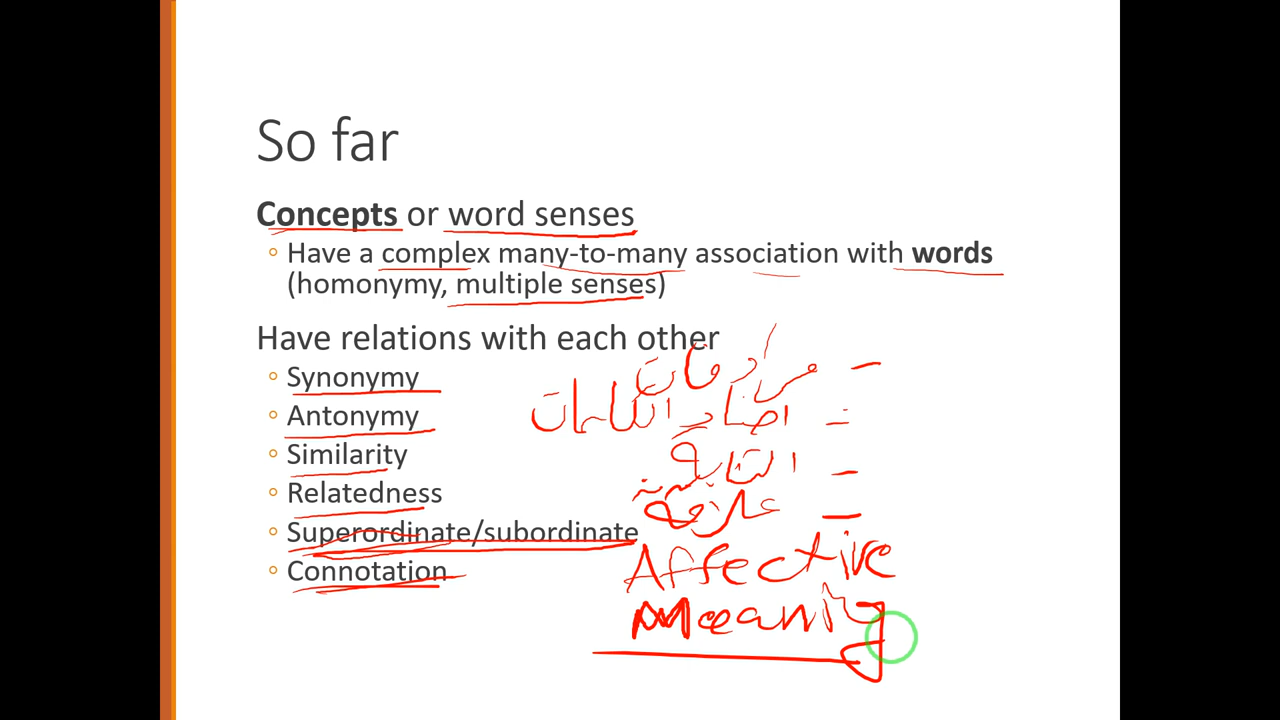 So far
Concepts or word senses
◦ Have a complex many-to-many association with words
(homonymy, multiple senses)
Have relations with each other
◦ Synonymy
- مرادفات
◦ Antonymy
- اضداد الكلمات
◦ Similarity
- التشابه
◦ Relatedness
- علاقة
◦ Superordinate/subordinate
◦ Connotation
Affective
Meaning